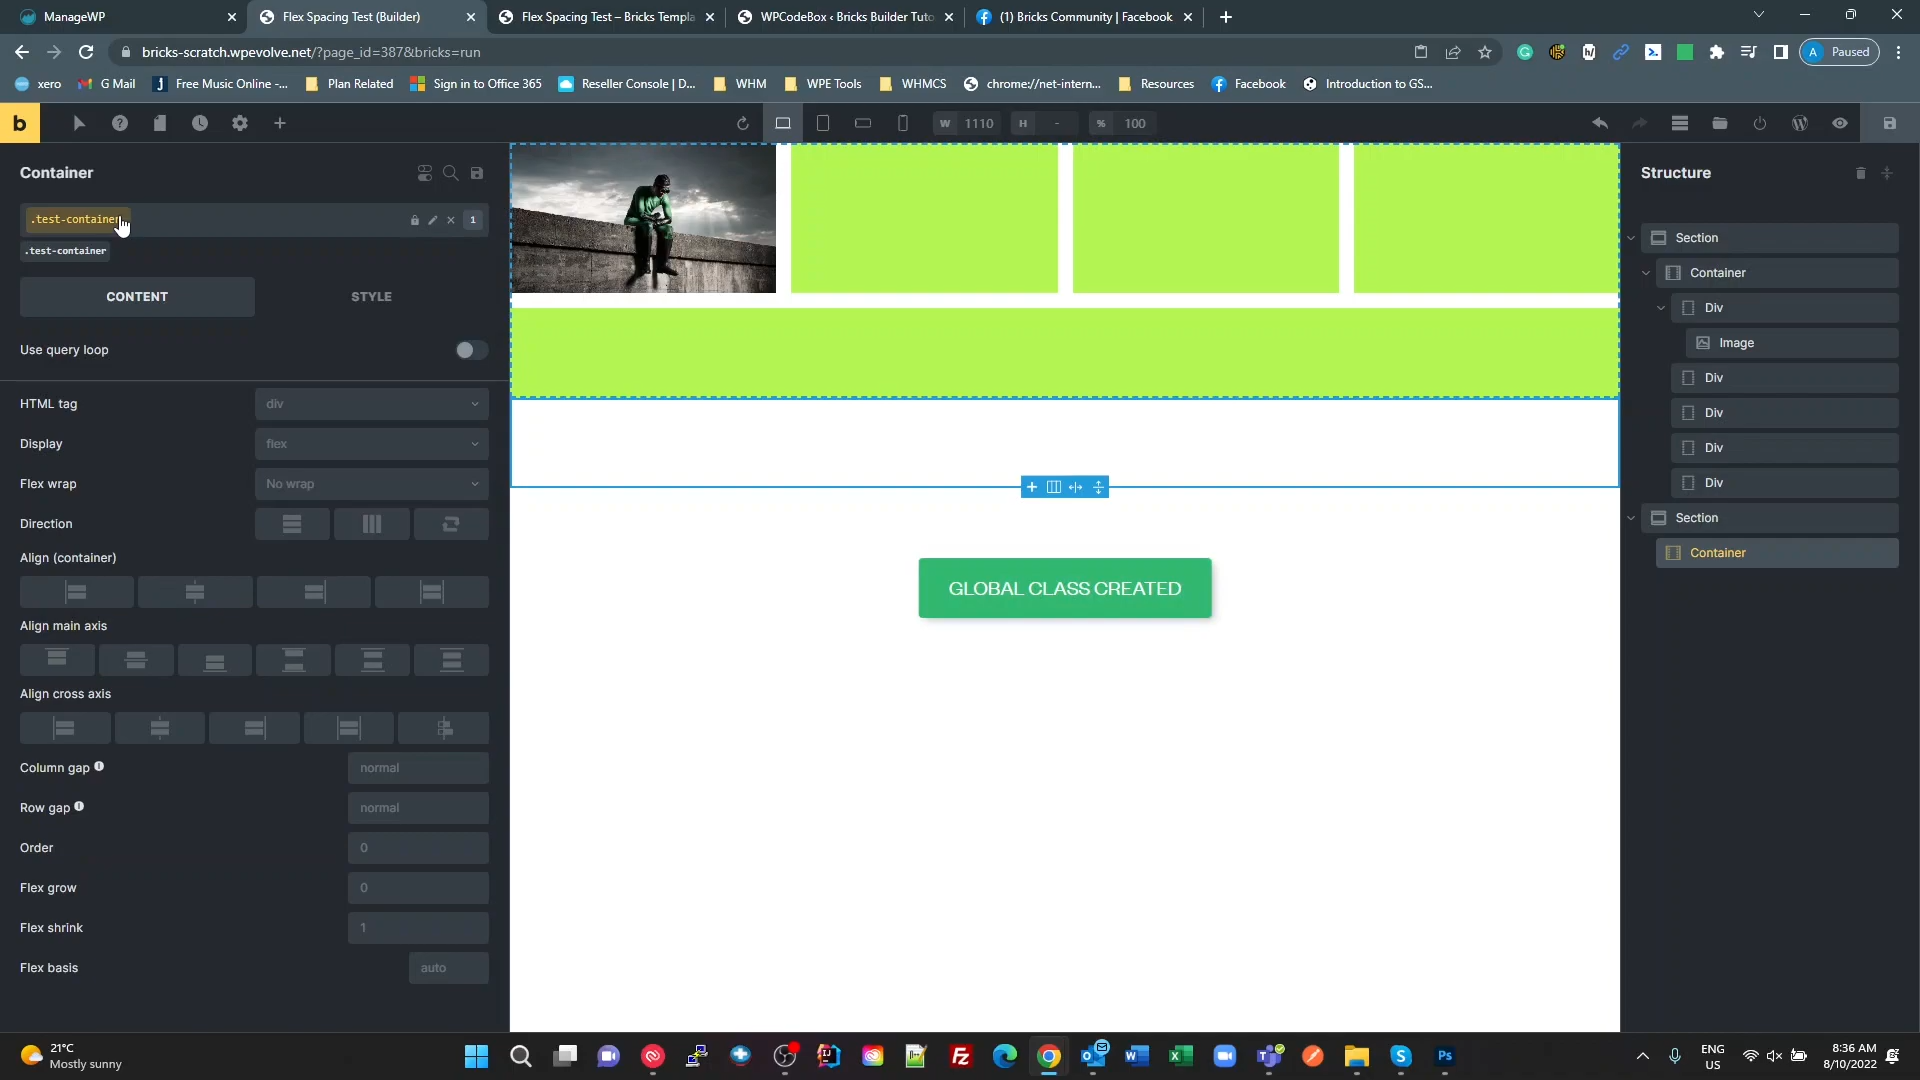 ManageWP
Flex Spacing Test (Builder)
Flex Spacing Test – Bricks Templa
WPCodeBox ‹ Bricks Builder Tuto
(1) Bricks Community | Facebook
bricks-scratch.wpevolve.net/?page_id=387&bricks=run
A Paused
xero
G Mail
Free Music Online -...
Plan Related
Sign in to Office 365
Reseller Console | D...
WHM
WPE Tools
WHMCS
chrome://net-intern...
Resources
Facebook
Introduction to GS...
b
W 1110
H -
% 100
Container
.test-container
1
.test-container
CONTENT
STYLE
Use query loop
HTML tag
div
Display
flex
Flex wrap
No wrap
Direction
Align (container)
Align main axis
Align cross axis
Column gap
normal
Row gap
normal
Order
0
Flex grow
0
Flex shrink
1
Flex basis
auto
GLOBAL CLASS CREATED
Structure
Section
Container
Div
Image
Div
Div
Div
Div
Section
Container
21°C
Mostly sunny
ENG
US
8:36 AM
8/10/2022